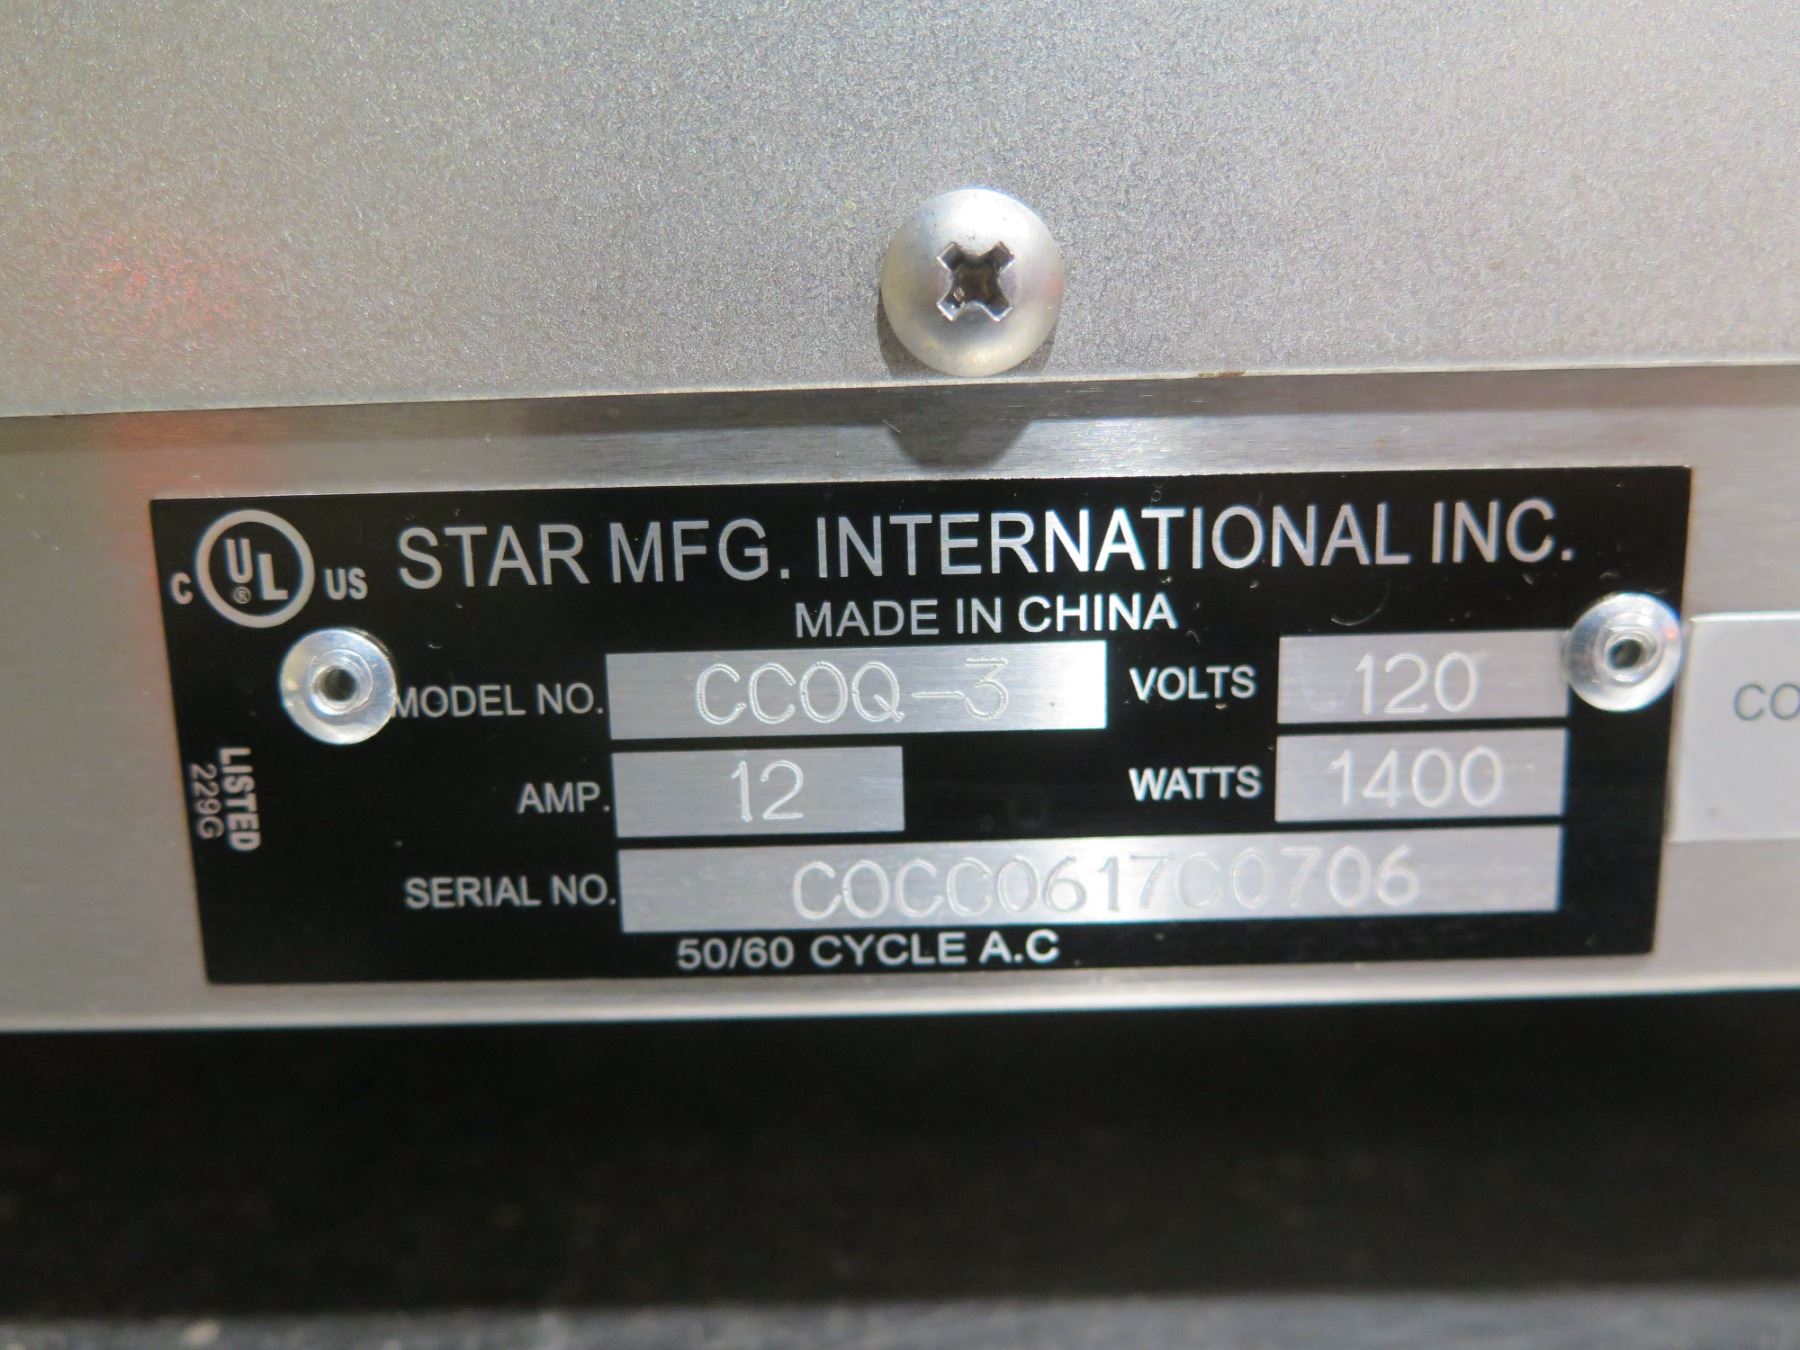 C UL ® US STAR MFG. INTERNATIONAL INC.
MADE IN CHINA
MODEL NO. CCOQ-3 VOLTS 120
AMP. 12 WATTS 1400
SERIAL NO. COCC0617C0706
50/60 CYCLE A.C
LISTED
229G
CO